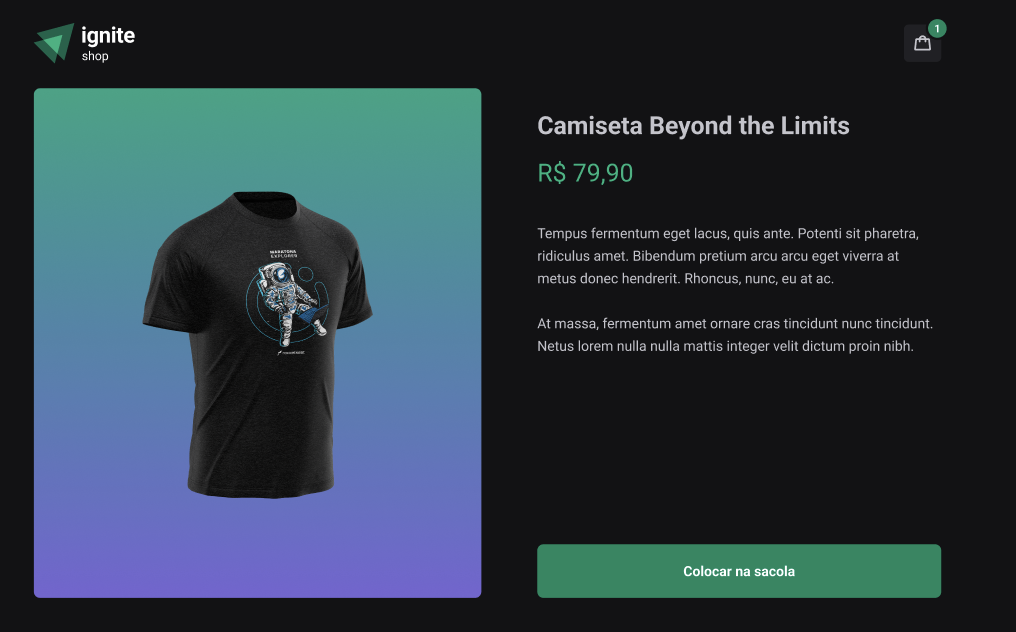 ignite
shop
1
Camiseta Beyond the Limits
R$ 79,90
Tempus fermentum eget lacus, quis ante. Potenti sit pharetra,
ridiculus amet. Bibendum pretium arcu arcu eget viverra at
metus donec hendrerit. Rhoncus, nunc, eu at ac.
At massa, fermentum amet ornare cras tincidunt nunc tincidunt.
Netus lorem nulla nulla mattis integer velit dictum proin nibh.
MARATONA
EXPLORER
Colocar na sacola